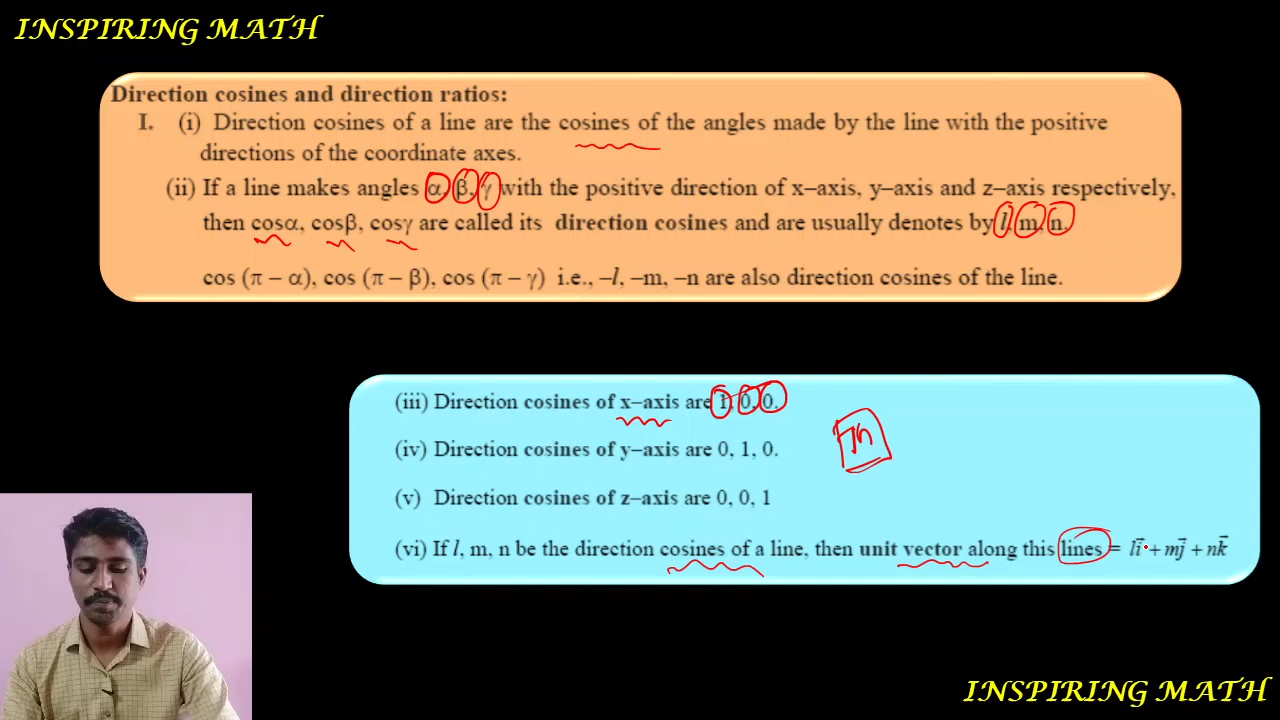 INSPIRING MATH
Direction cosines and direction ratios:
I. (i) Direction cosines of a line are the cosines of the angles made by the line with the positive
directions of the coordinate axes.
(ii) If a line makes angles α, β, γ with the positive direction of x–axis, y–axis and z–axis respectively,
then cosα, cosβ, cosγ are called its direction cosines and are usually denotes by l, m, n.
cos (π – α), cos (π – β), cos (π – γ) i.e., –l, –m, –n are also direction cosines of the line.
(iii) Direction cosines of x–axis are 1, 0, 0.
(iv) Direction cosines of y–axis are 0, 1, 0.
(v) Direction cosines of z–axis are 0, 0, 1
(vi) If l, m, n be the direction cosines of a line, then unit vector along this lines = li⃗ + mj⃗ + nk⃗
INSPIRING MATH